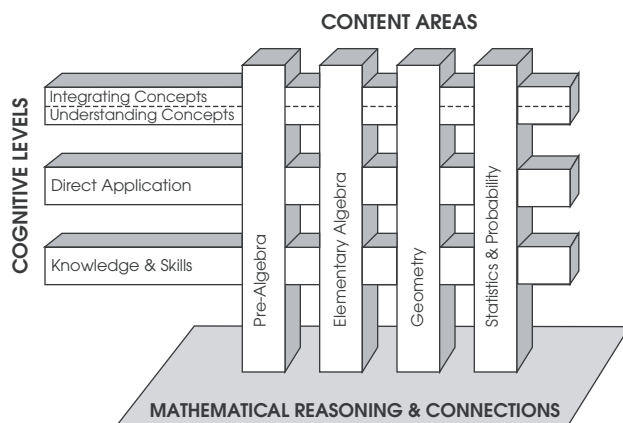 CONTENT AREAS
COGNITIVE LEVELS
Integrating Concepts
Understanding Concepts
Direct Application
Knowledge & Skills
Pre-Algebra
Elementary Algebra
Geometry
Statistics & Probability
MATHEMATICAL REASONING & CONNECTIONS